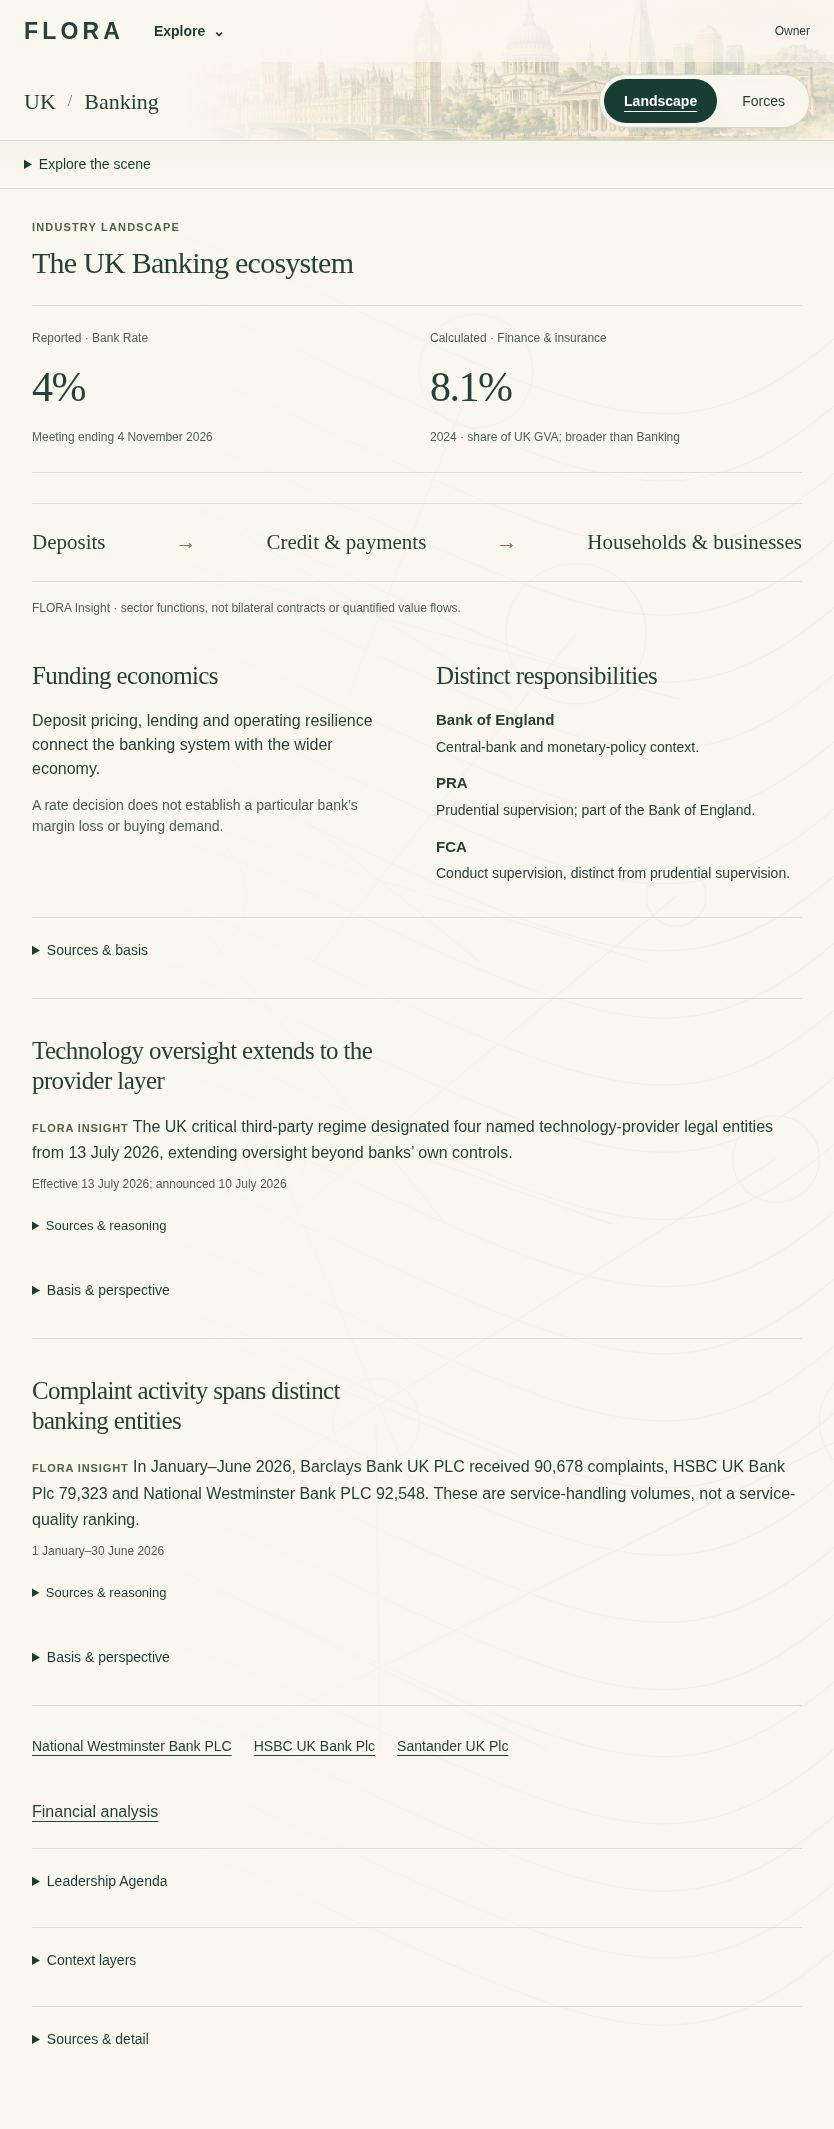 FLORA
Explore
Owner
UK / Banking
Landscape
Forces
Explore the scene
INDUSTRY LANDSCAPE
The UK Banking ecosystem
Reported · Bank Rate
4%
Meeting ending 4 November 2026
Calculated · Finance & insurance
8.1%
2024 · share of UK GVA; broader than Banking
Deposits → Credit & payments → Households & businesses
FLORA Insight · sector functions, not bilateral contracts or quantified value flows.
Funding economics
Deposit pricing, lending and operating resilience
connect the banking system with the wider
economy.
A rate decision does not establish a particular bank’s
margin loss or buying demand.
Distinct responsibilities
Bank of England
Central-bank and monetary-policy context.
PRA
Prudential supervision; part of the Bank of England.
FCA
Conduct supervision, distinct from prudential supervision.
Sources & basis
Technology oversight extends to the
provider layer
FLORA INSIGHT The UK critical third-party regime designated four named technology-provider legal entities
from 13 July 2026, extending oversight beyond banks’ own controls.
Effective 13 July 2026; announced 10 July 2026
Sources & reasoning
Basis & perspective
Complaint activity spans distinct
banking entities
FLORA INSIGHT In January–June 2026, Barclays Bank UK PLC received 90,678 complaints, HSBC UK Bank
Plc 79,323 and National Westminster Bank PLC 92,548. These are service-handling volumes, not a service-
quality ranking.
1 January–30 June 2026
Sources & reasoning
Basis & perspective
National Westminster Bank PLC HSBC UK Bank Plc Santander UK Plc
Financial analysis
Leadership Agenda
Context layers
Sources & detail